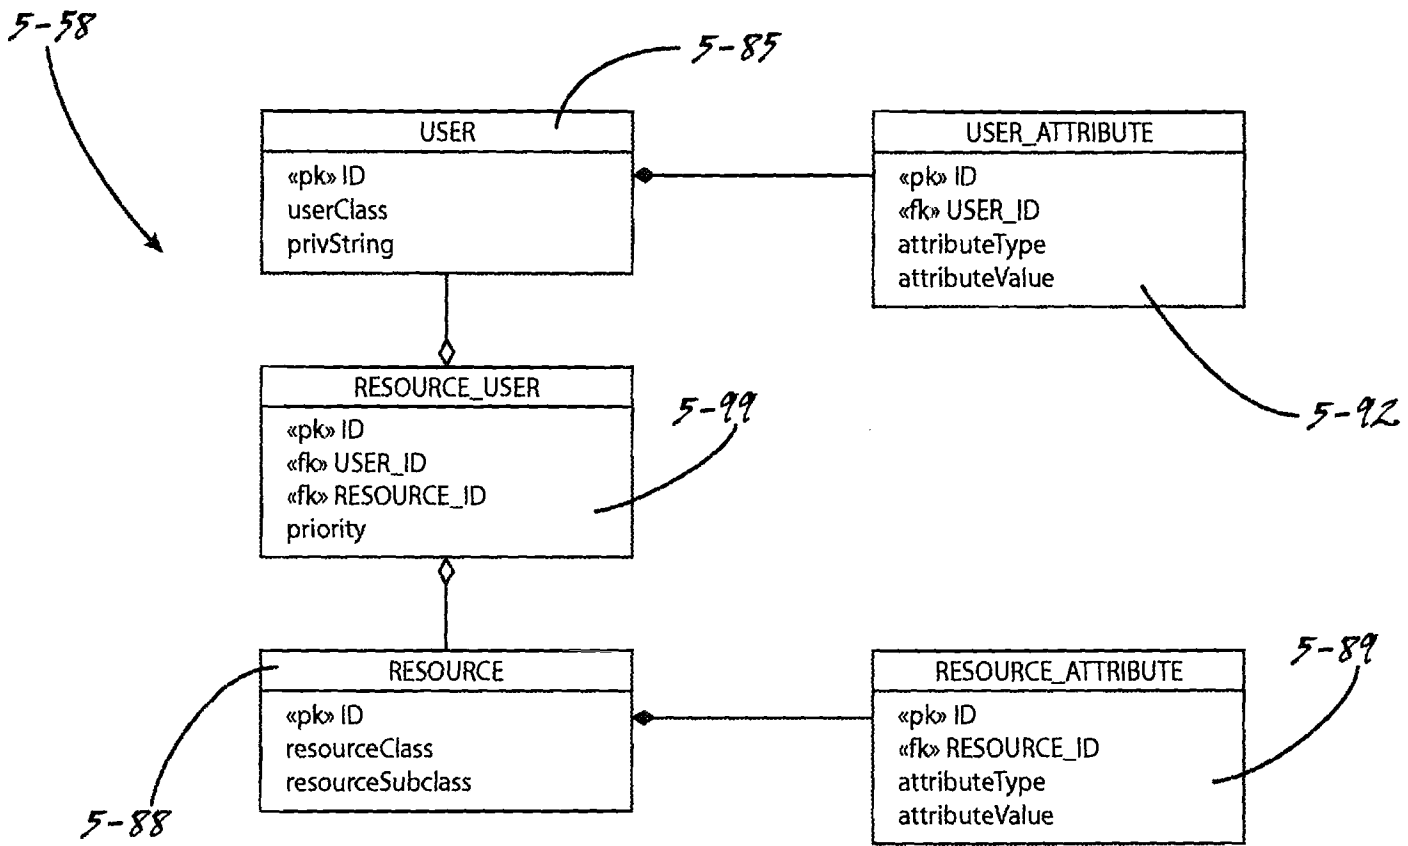 5-58
5-85
USER
«pk» ID
userClass
privString
USER_ATTRIBUTE
«pk» ID
«fk» USER_ID
attributeType
attributeValue
5-92
RESOURCE_USER
«pk» ID
«fk» USER_ID
«fk» RESOURCE_ID
priority
5-99
RESOURCE
«pk» ID
resourceClass
resourceSubclass
5-88
RESOURCE_ATTRIBUTE
«pk» ID
«fk» RESOURCE_ID
attributeType
attributeValue
5-89